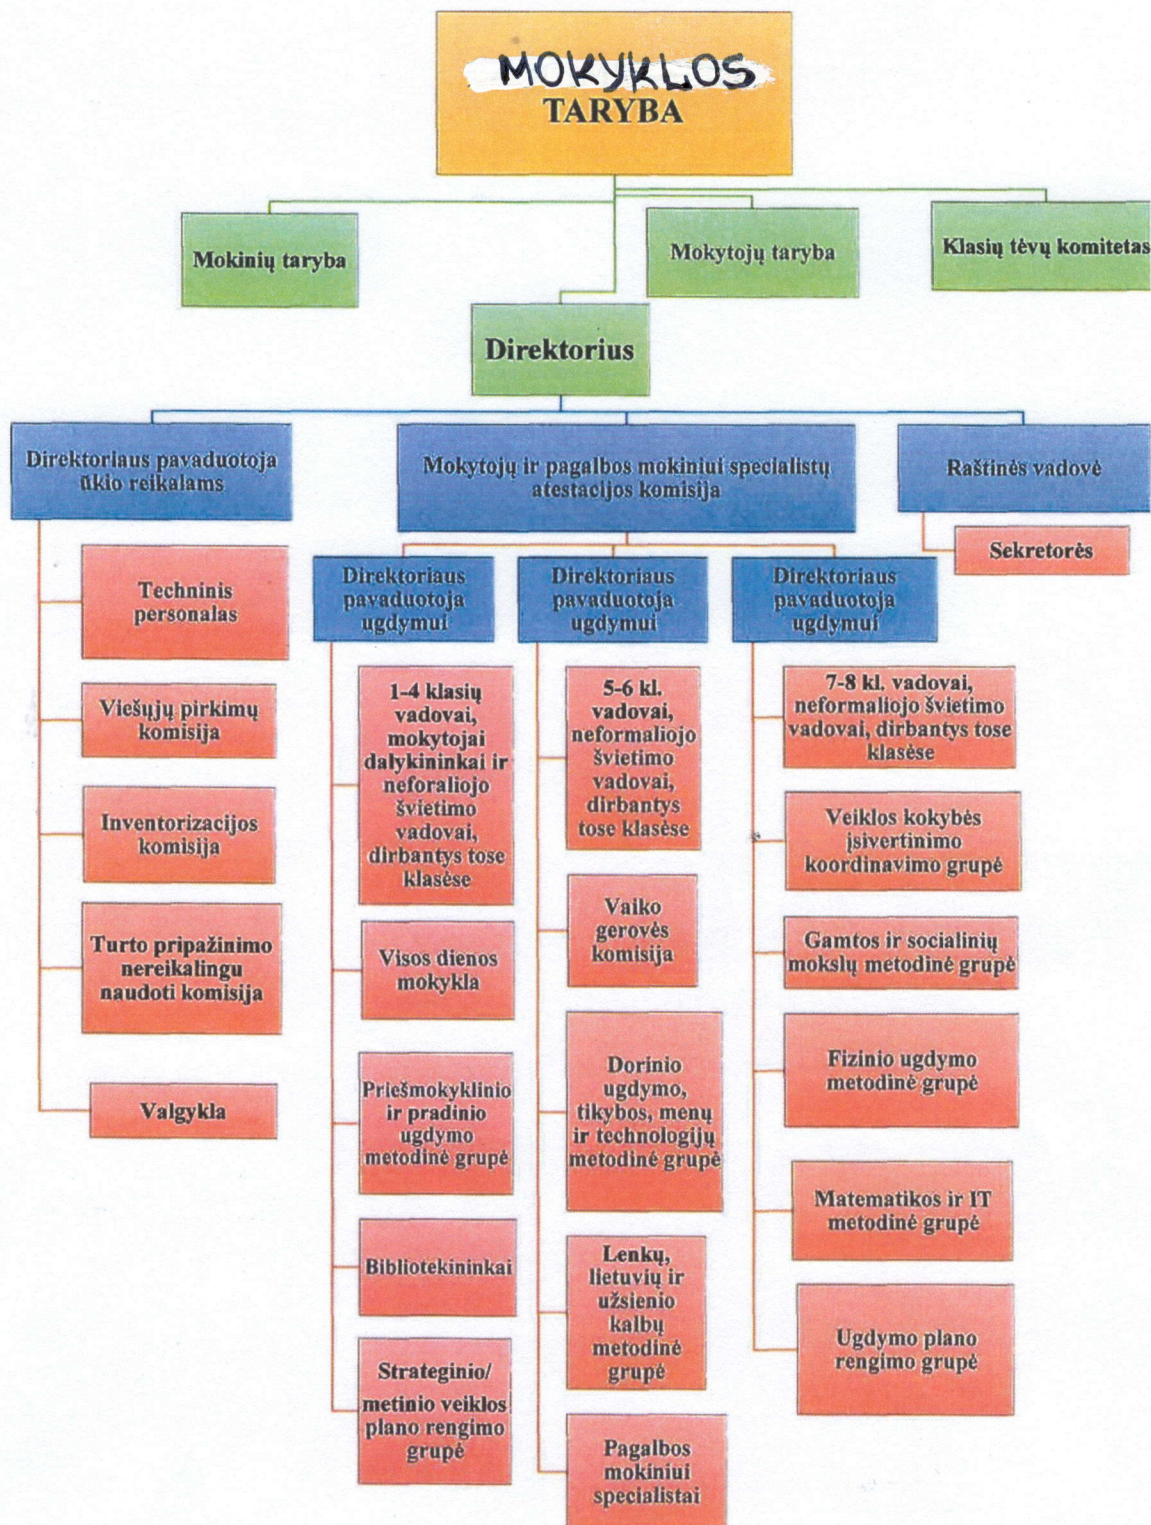 MOKYKLOS
TARYBA
Mokinių taryba
Mokytojų taryba
Klasių tėvų komitetas
Direktorius
Direktoriaus pavaduotoja
ūkio reikalams
Mokytojų ir pagalbos mokiniui specialistų
atestacijos komisija
Raštinės vadovė
Sekretorės
Techninis
personalas
Viešųjų pirkimų
komisija
Inventorizacijos
komisija
Turto pripažinimo
nereikalingu
naudoti komisija
Valgykla
Direktoriaus
pavaduotoja
ugdymui
1-4 klasių
vadovai,
mokytojai
dalykininkai ir
neforaliojo
švietimo
vadovai,
dirbantys tose
klasėse
Visos dienos
mokykla
Priešmokyklinio
ir pradinio
ugdymo
metodinė grupė
Bibliotekininkai
Strateginio/
metinio veiklos
plano rengimo
grupė
Direktoriaus
pavaduotoja
ugdymui
5-6 kl.
vadovai,
neformaliojo
švietimo
vadovai,
dirbantys
tose klasėse
Vaiko
gerovės
komisija
Dorinio
ugdymo,
tikybos, menų
ir technologijų
metodinė grupė
Lenkų,
lietuvių ir
užsienio
kalbų
metodinė
grupė
Pagalbos
mokiniui
specialistai
Direktoriaus
pavaduotoja
ugdymui
7-8 kl. vadovai,
neformaliojo švietimo
vadovai, dirbantys tose
klasėse
Veiklos kokybės
įsivertinimo
koordinavimo grupė
Gamtos ir socialinių
mokslų metodinė grupė
Fizinio ugdymo
metodinė grupė
Matematikos ir IT
metodinė grupė
Ugdymo plano
rengimo grupė